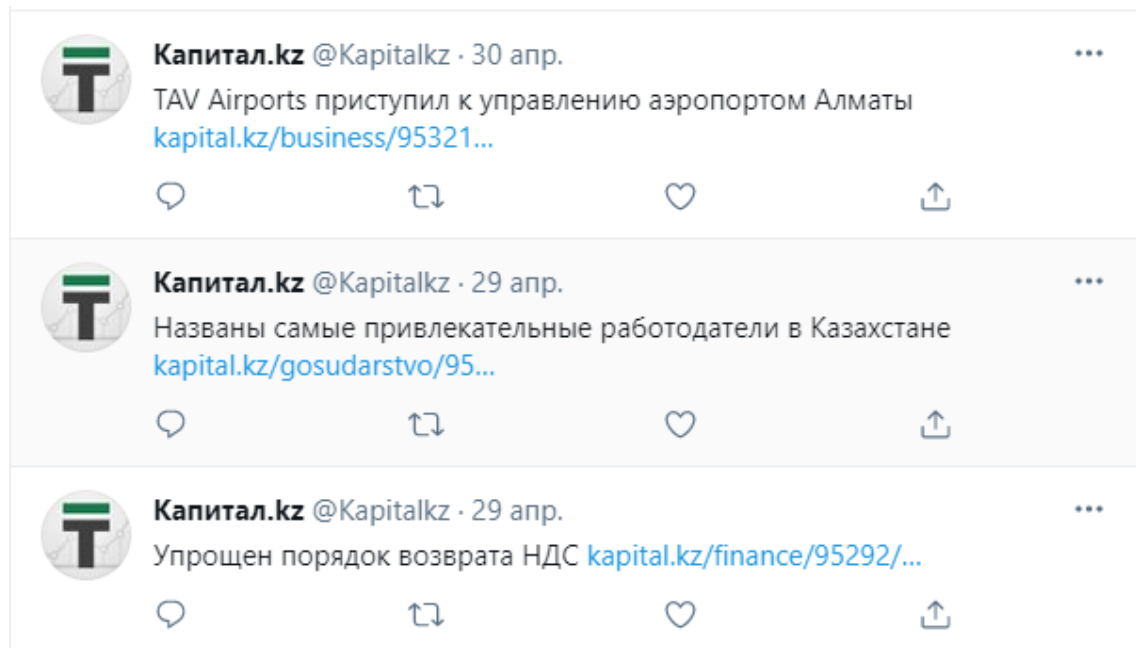 Капитал.kz @Kapitalkz · 30 апр.
TAV Airports приступил к управлению аэропортом Алматы
kapital.kz/business/95321...
Капитал.kz @Kapitalkz · 29 апр.
Названы самые привлекательные работодатели в Казахстане
kapital.kz/gosudarstvo/95...
Капитал.kz @Kapitalkz · 29 апр.
Упрощен порядок возврата НДС kapital.kz/finance/95292/...